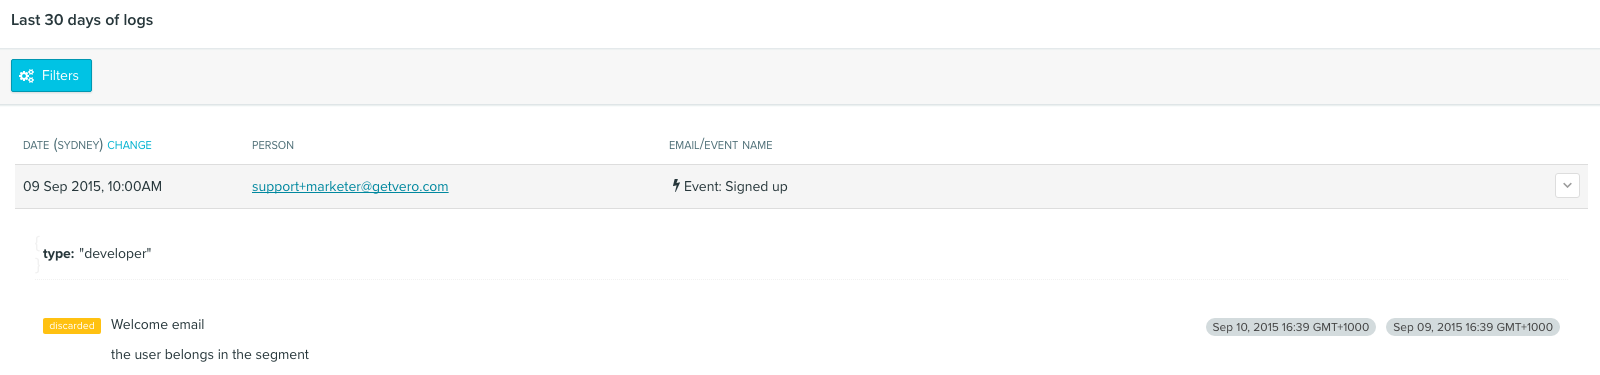 Last 30 days of logs
Filters
DATE (SYDNEY) CHANGE PERSON EMAIL/EVENT NAME
09 Sep 2015, 10:00AM support+marketer@getvero.com Event: Signed up
{
type: "developer"
}
discarded Welcome email Sep 10, 2015 16:39 GMT+1000 Sep 09, 2015 16:39 GMT+1000
the user belongs in the segment